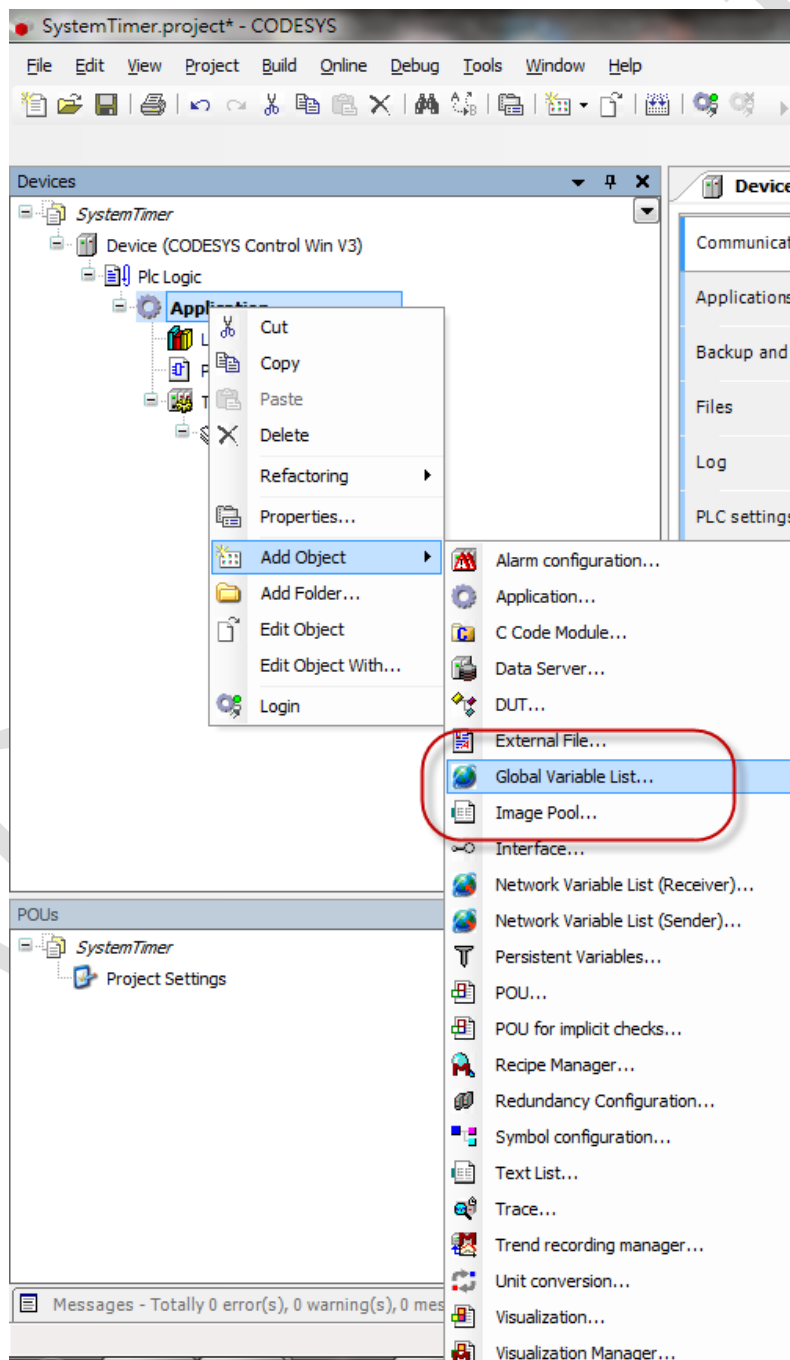 SystemTimer.project* - CODESYS
File Edit View Project Build Online Debug Tools Window Help
Devices
SystemTimer
Device (CODESYS Control Win V3)
Plc Logic
Application
Cut
Copy
Paste
Delete
Refactoring
Properties...
Add Object
Add Folder...
Edit Object
Edit Object With...
Login
Device
Communicat
Applications
Backup and
Files
Log
PLC settings
Alarm configuration...
Application...
C Code Module...
Data Server...
DUT...
External File...
Global Variable List...
Image Pool...
Interface...
Network Variable List (Receiver)...
Network Variable List (Sender)...
Persistent Variables...
POU...
POU for implicit checks...
Recipe Manager...
Redundancy Configuration...
Symbol configuration...
Text List...
Trace...
Trend recording manager...
Unit conversion...
Visualization...
Visualization Manager...
POUs
SystemTimer
Project Settings
Messages - Totally 0 error(s), 0 warning(s), 0 mes